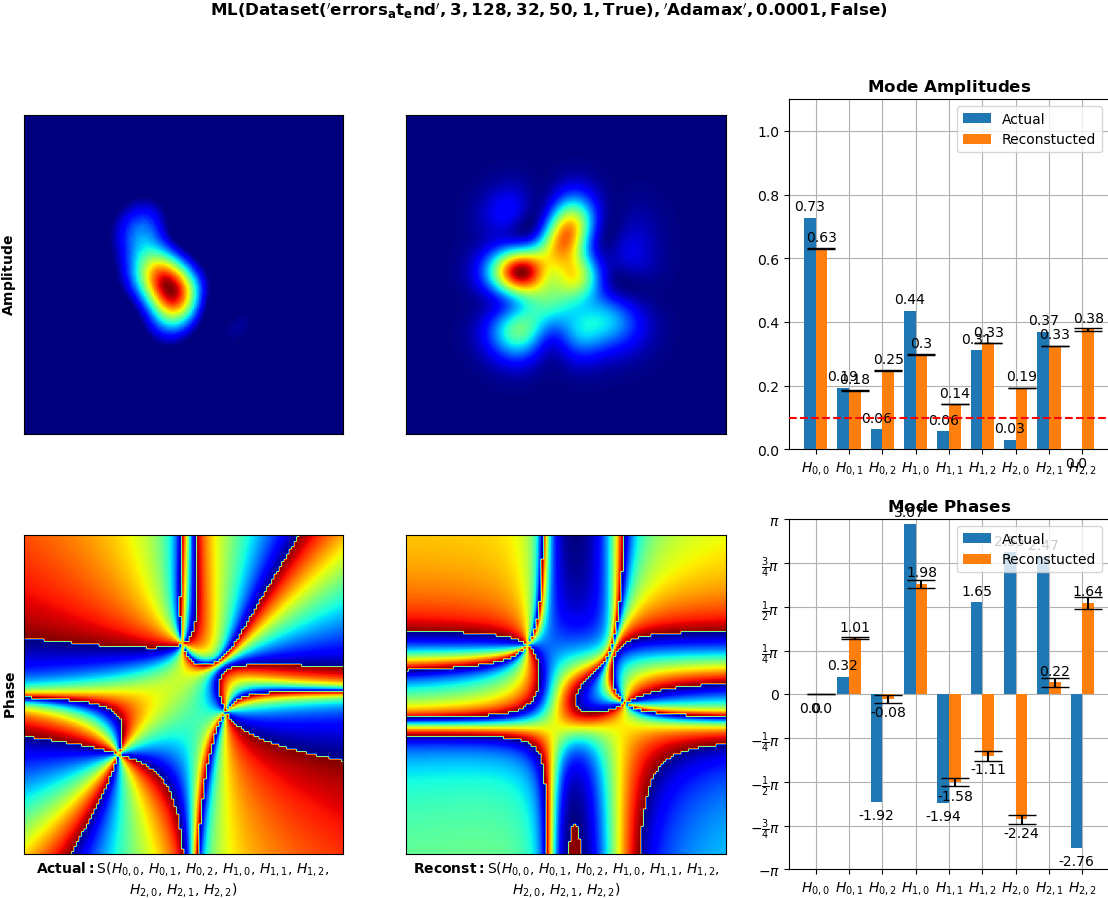 ML(Dataset('errors_at_end', 3, 128, 32, 50, 1, True), 'Adamax', 0.0001, False)
Mode Amplitudes
Amplitude
Actual
Reconstucted
1.0
0.8
0.6
0.4
0.2
0.0
0.73
0.63
0.19
0.18
0.06
0.25
0.44
0.3
0.06
0.14
0.31
0.33
0.03
0.19
0.37
0.33
0.0
0.38
H0,0 H0,1 H0,2 H1,0 H1,1 H1,2 H2,0 H2,1 H2,2
Mode Phases
Phase
Actual
Reconstucted
π
3/4π
1/2π
1/4π
0
−1/4π
−1/2π
−3/4π
−π
0.0
0.0
0.32
1.01
-1.92
-0.08
3.07
1.98
-1.94
-1.58
1.65
-1.11
-2.24
2.47
0.22
-2.76
1.64
H0,0 H0,1 H0,2 H1,0 H1,1 H1,2 H2,0 H2,1 H2,2
Actual: S(H0,0, H0,1, H0,2, H1,0, H1,1, H1,2,
H2,0, H2,1, H2,2)
Reconst: S(H0,0, H0,1, H0,2, H1,0, H1,1, H1,2,
H2,0, H2,1, H2,2)